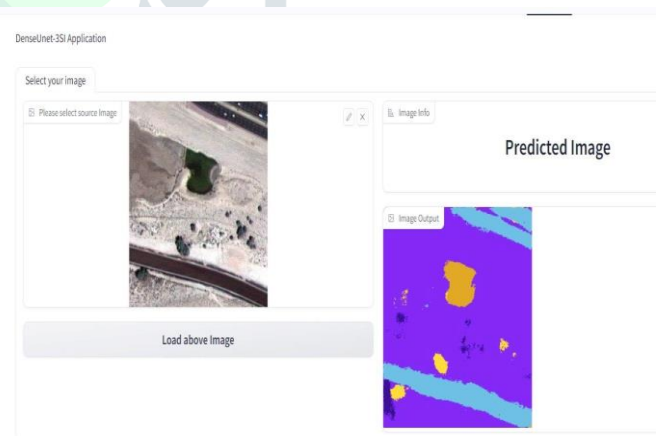 DenseUnet-3SI Application
Select your image
Please select source Image
Image Info
Predicted Image
Image Output
Load above Image